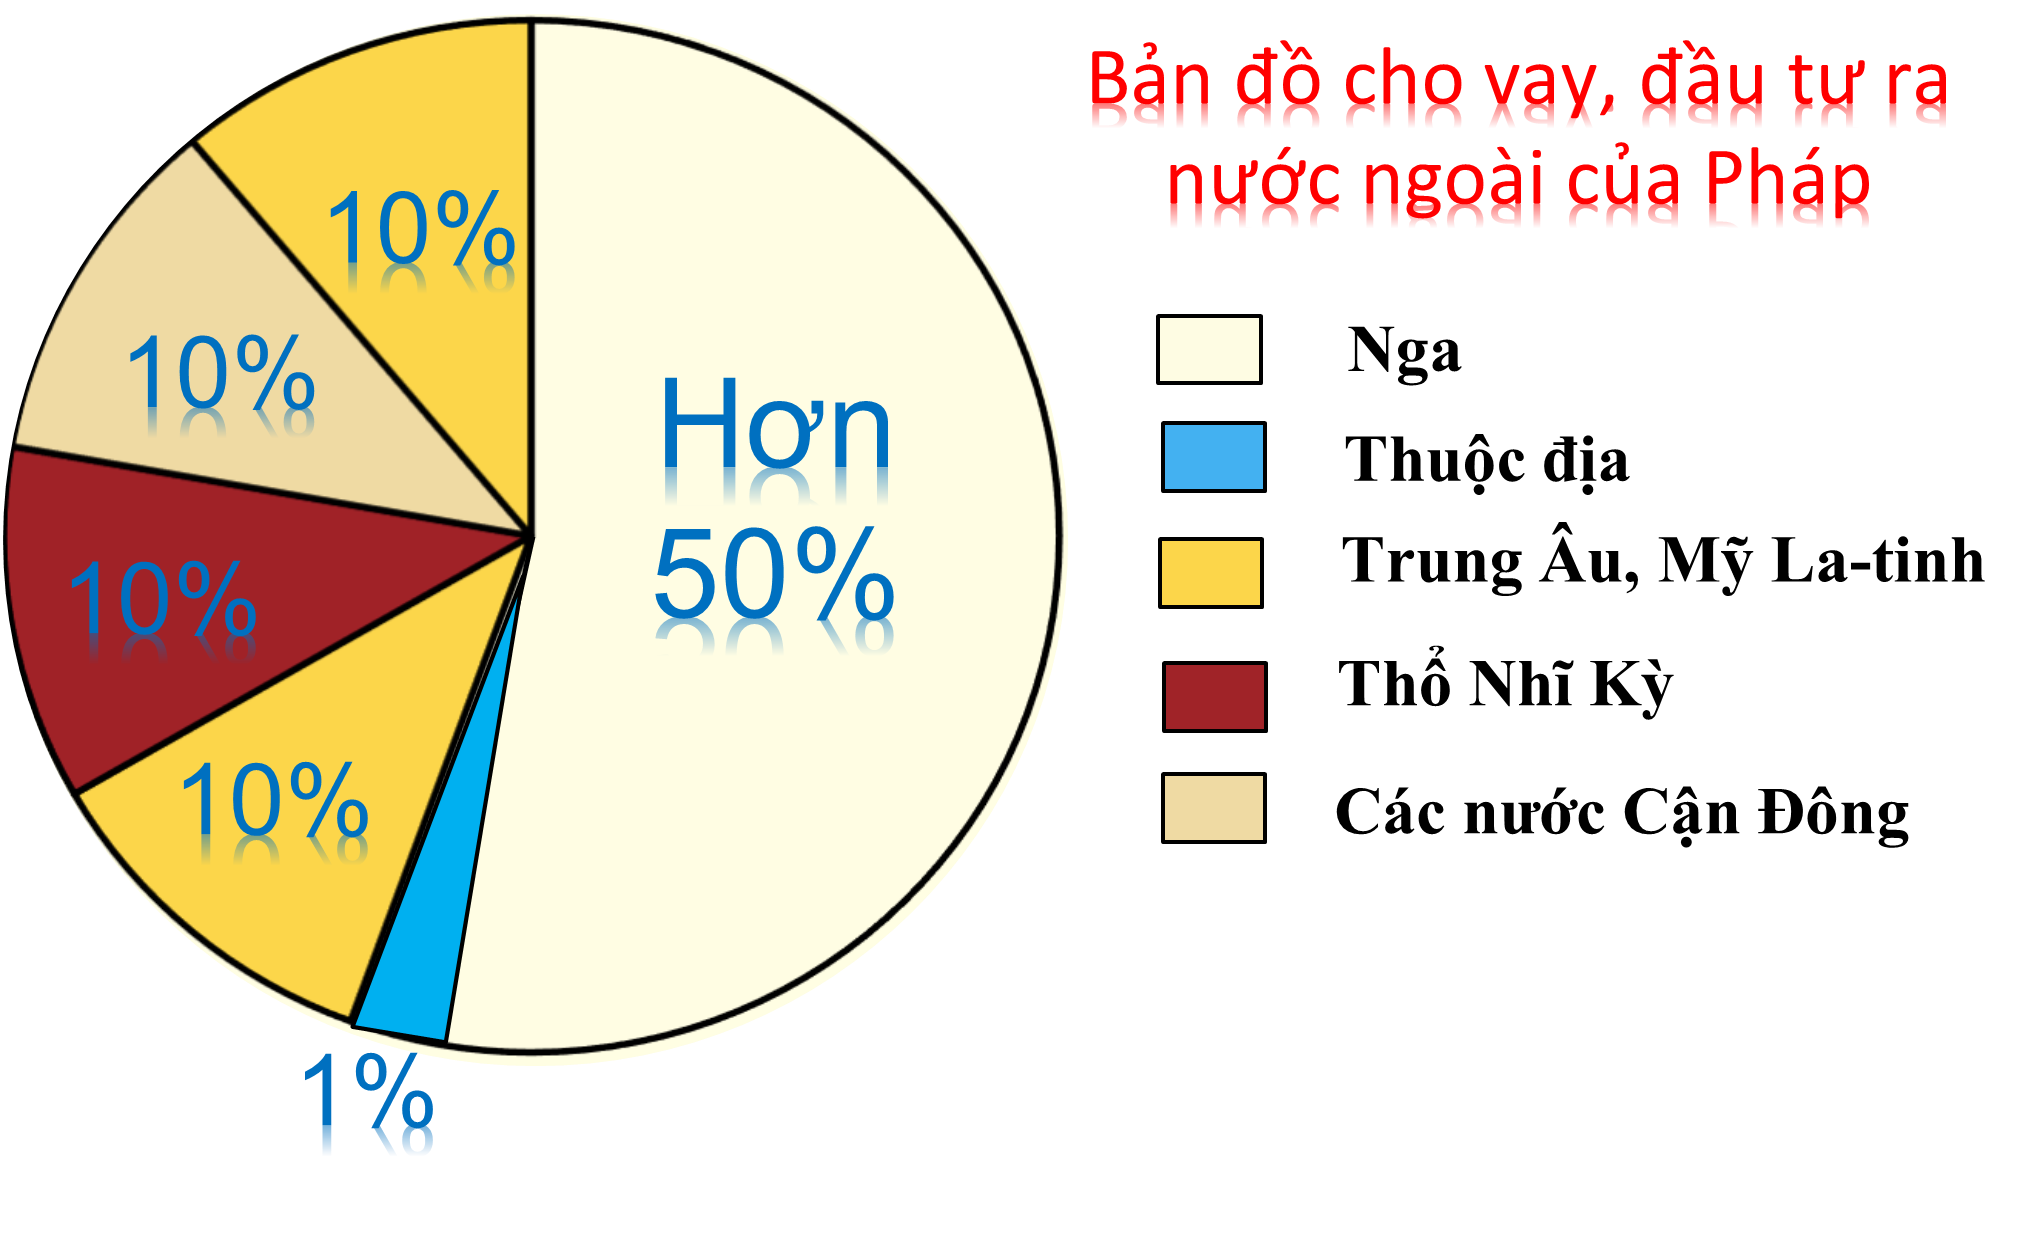 Bản đồ cho vay, đầu tư ra
nước ngoài của Pháp
10%
10%
10%
10%
1%
Hơn
50%
Nga
Thuộc địa
Trung Âu, Mỹ La-tinh
Thổ Nhĩ Kỳ
Các nước Cận Đông